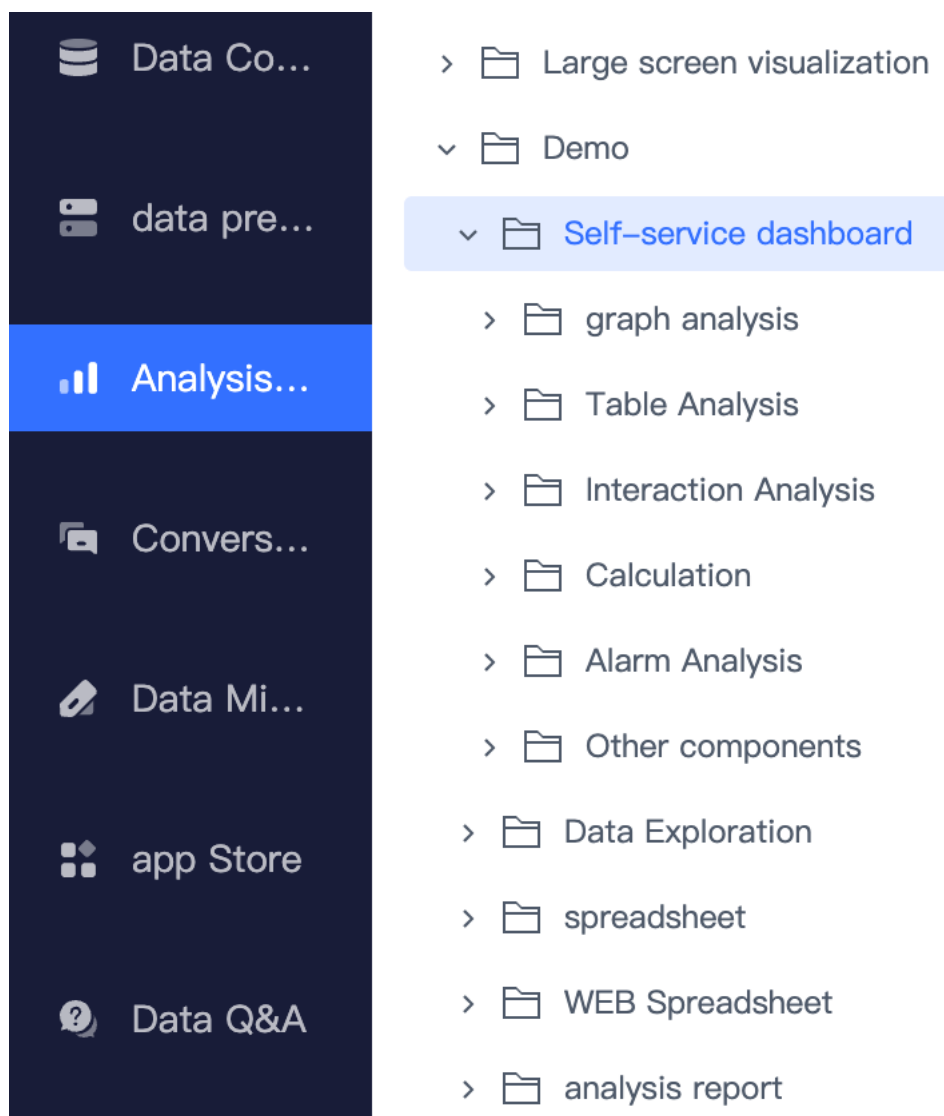 Data Co...
data pre...
Analysis...
Convers...
Data Mi...
app Store
Data Q&A
Large screen visualization
Demo
Self-service dashboard
graph analysis
Table Analysis
Interaction Analysis
Calculation
Alarm Analysis
Other components
Data Exploration
spreadsheet
WEB Spreadsheet
analysis report